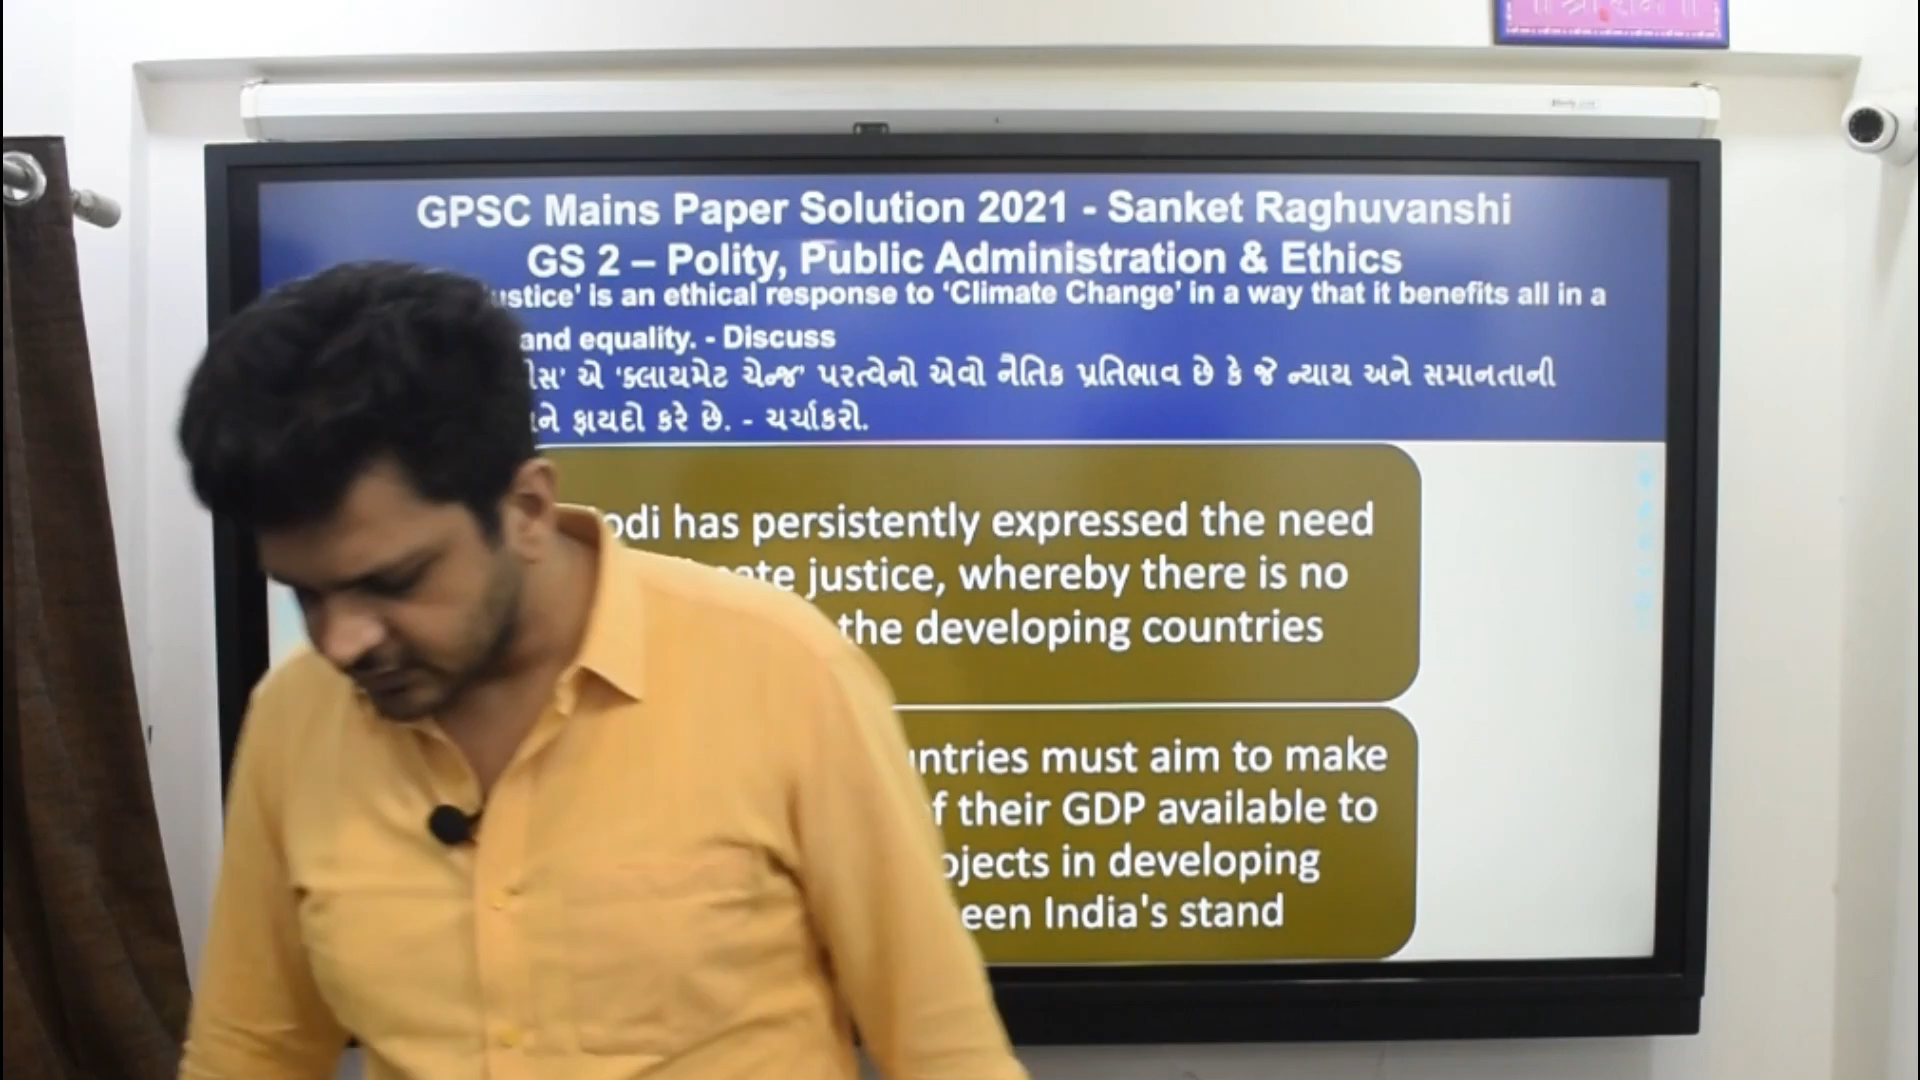 ॥ શ્રી રામ ॥
GPSC Mains Paper Solution 2021 - Sanket Raghuvanshi
GS 2 – Polity, Public Administration & Ethics
ustice’ is an ethical response to ‘Climate Change’ in a way that it benefits all in a
and equality. - Discuss
એ ‘ક્લાયમેટ ચેન્જ’ પરત્વેનો એવો નૈતિક પ્રતિભાવ છે કે જે ન્યાય અને સમાનતાની
ને ફાયદો કરે છે. - ચર્ચાકરો.
odi has persistently expressed the need
ate justice, whereby there is no
the developing countries
ntries must aim to make
f their GDP available to
ojects in developing
een India's stand